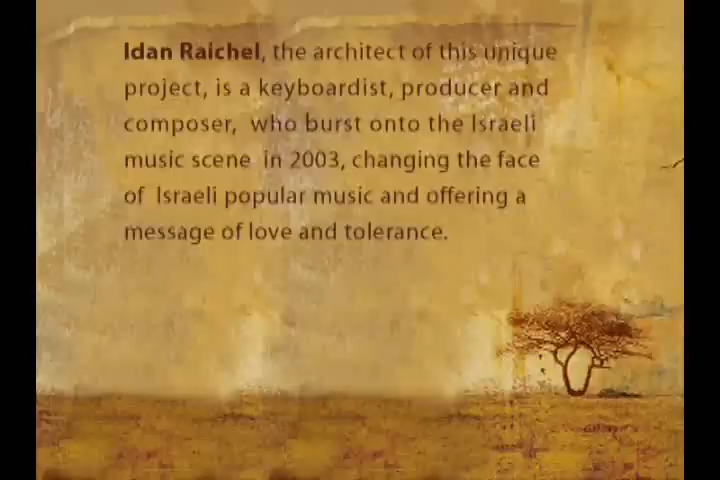 Idan Raichel, the architect of this unique
project, is a keyboardist, producer and
composer, who burst onto the Israeli
music scene in 2003, changing the face
of Israeli popular music and offering a
message of love and tolerance.